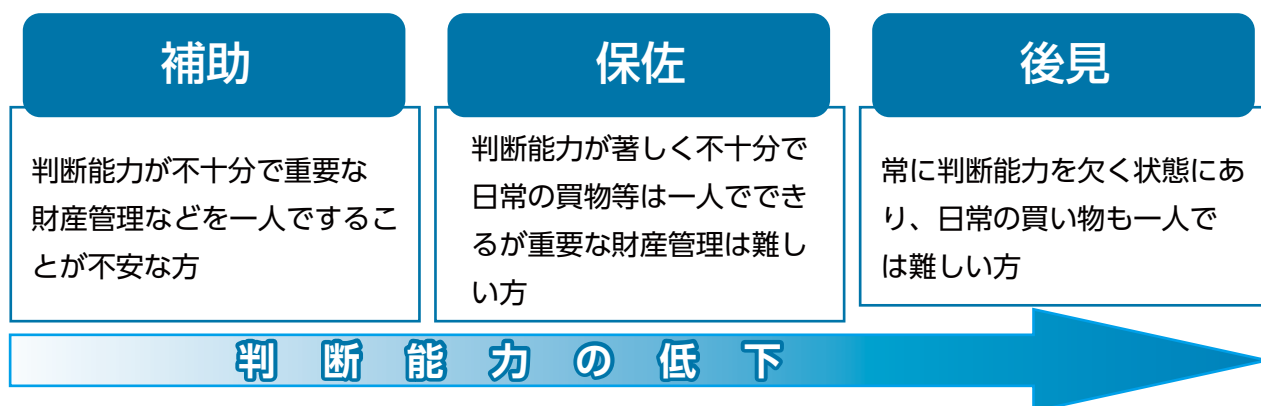 補助
判断能力が不十分で重要な
財産管理などを一人でするこ
とが不安な方
保佐
判断能力が著しく不十分で
日常の買物等は一人ででき
るが重要な財産管理は難し
い方
後見
常に判断能力を欠く状態にあ
り、日常の買い物も一人で
は難しい方
判断能力の低下